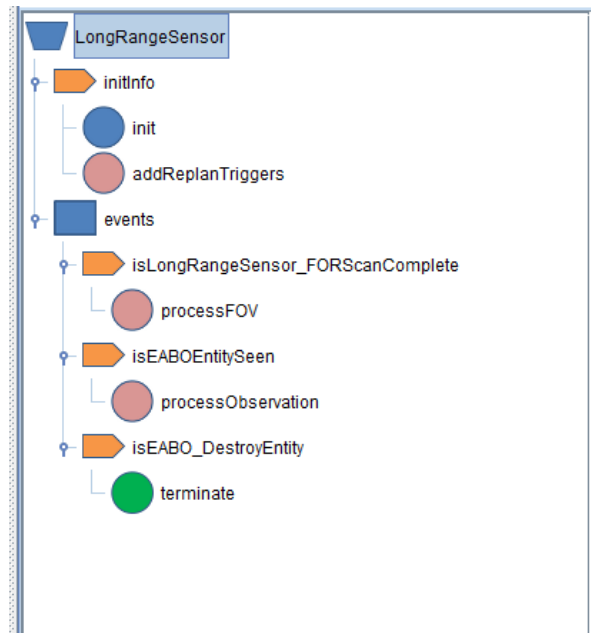 LongRangeSensor
initInfo
init
addReplanTriggers
events
isLongRangeSensor_FORScanComplete
processFOV
isEABOEntitySeen
processObservation
isEABO_DestroyEntity
terminate